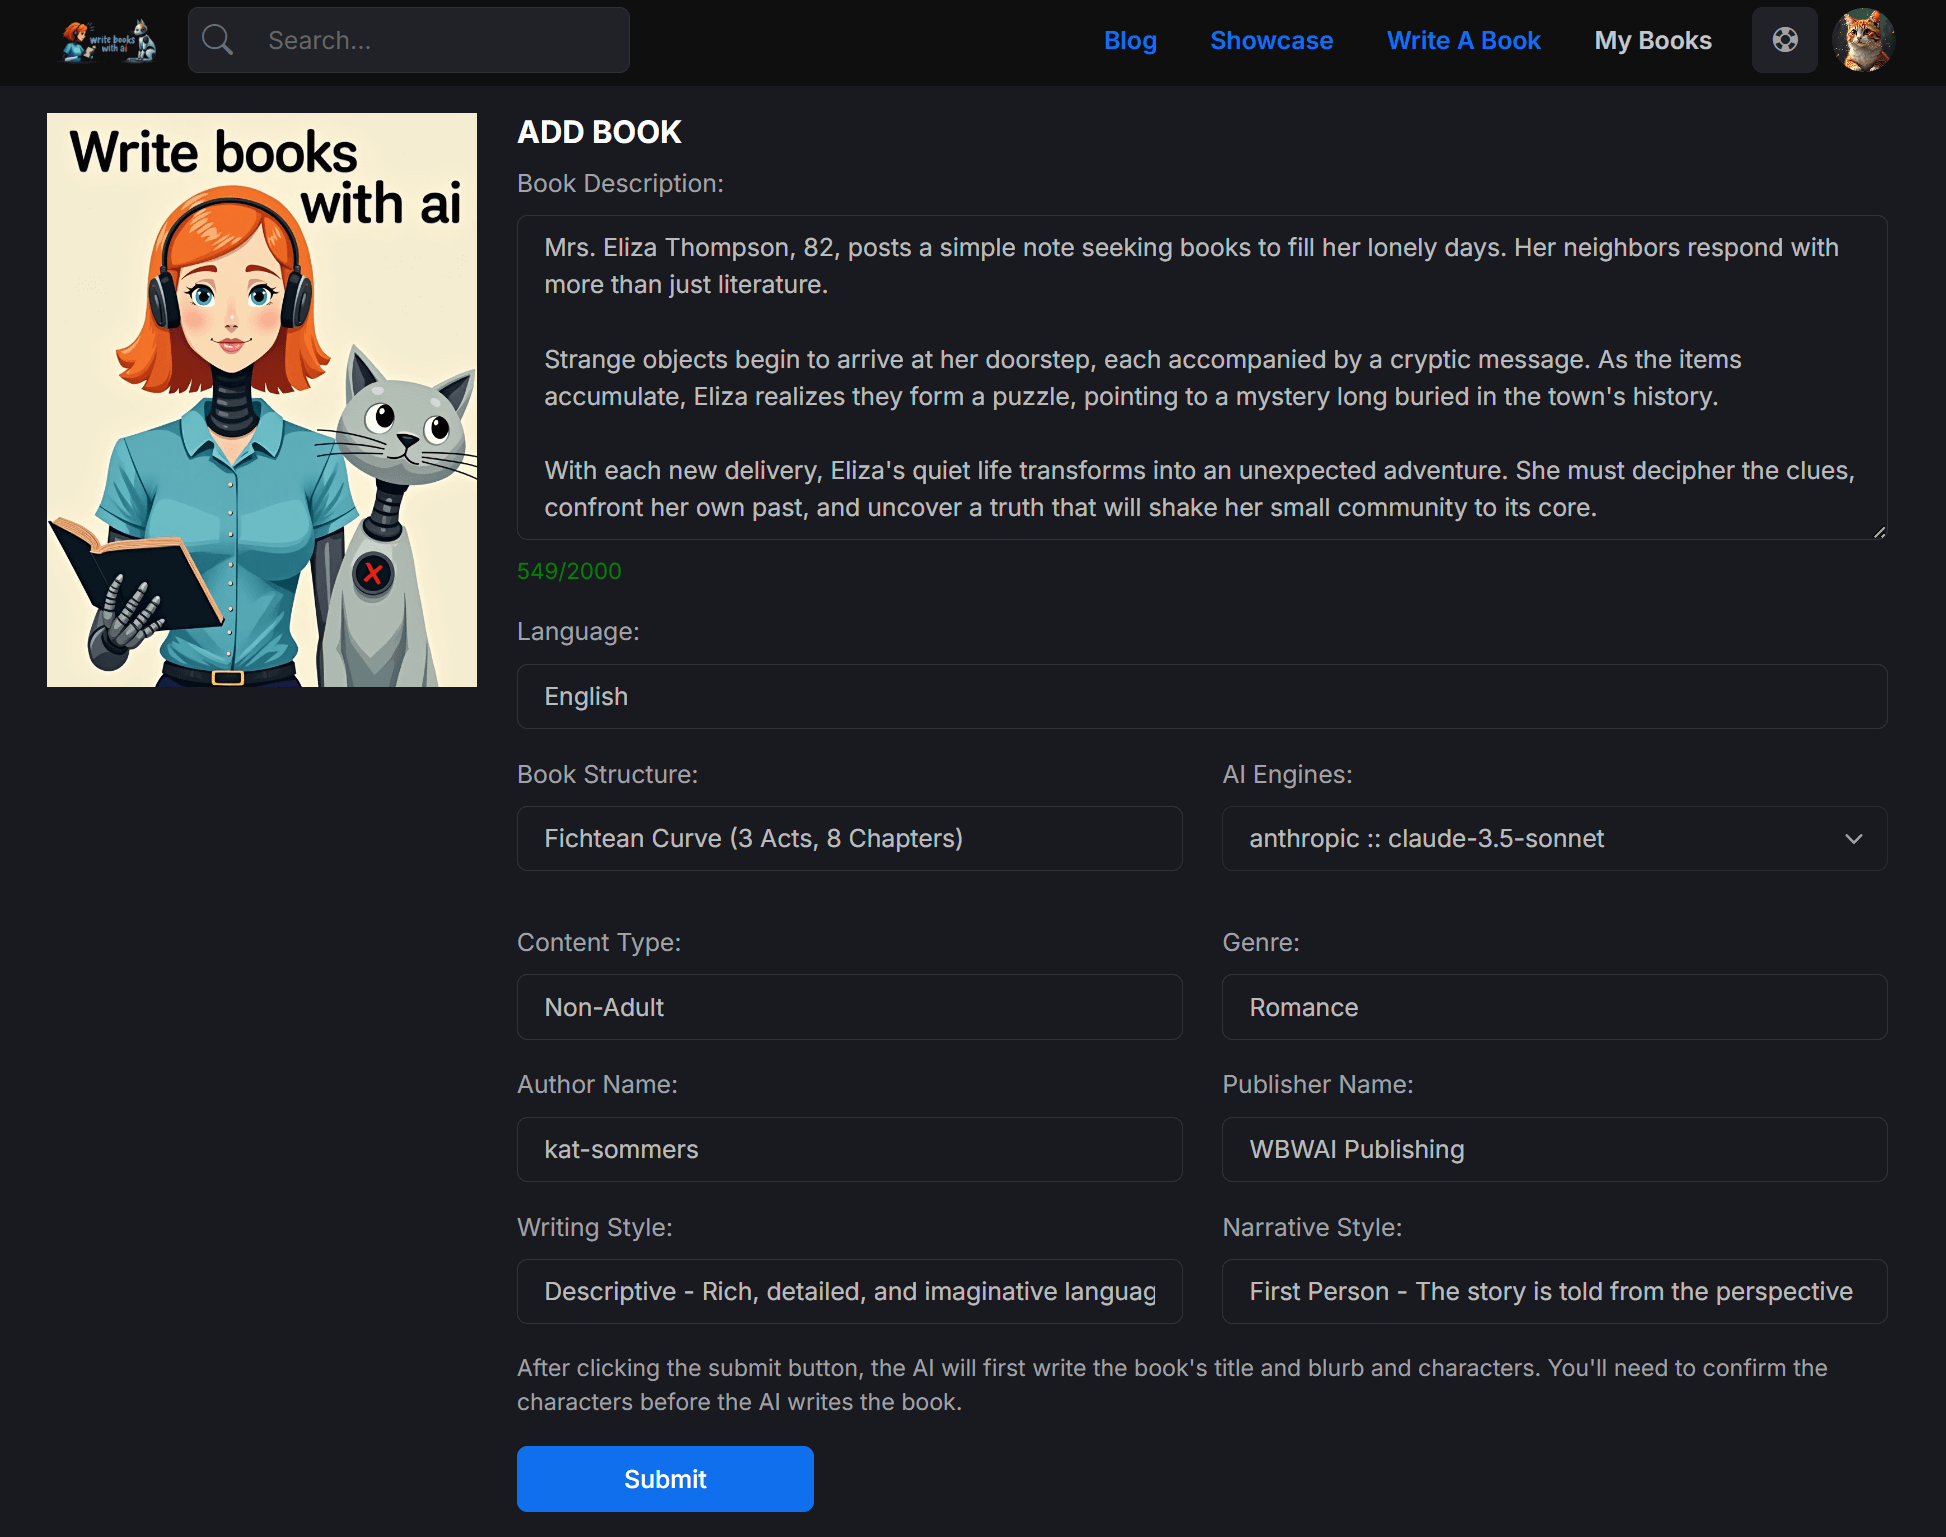 write books
with ai
Search...
Blog
Showcase
Write A Book
My Books
Write books
with ai
X
ADD BOOK
Book Description:
Mrs. Eliza Thompson, 82, posts a simple note seeking books to fill her lonely days. Her neighbors respond with
more than just literature.
Strange objects begin to arrive at her doorstep, each accompanied by a cryptic message. As the items
accumulate, Eliza realizes they form a puzzle, pointing to a mystery long buried in the town's history.
With each new delivery, Eliza's quiet life transforms into an unexpected adventure. She must decipher the clues,
confront her own past, and uncover a truth that will shake her small community to its core.
549/2000
Language:
English
Book Structure:
Fichtean Curve (3 Acts, 8 Chapters)
AI Engines:
anthropic :: claude-3.5-sonnet
Content Type:
Non-Adult
Genre:
Romance
Author Name:
kat-sommers
Publisher Name:
WBWAI Publishing
Writing Style:
Descriptive - Rich, detailed, and imaginative languag
Narrative Style:
First Person - The story is told from the perspective
After clicking the submit button, the AI will first write the book's title and blurb and characters. You'll need to confirm the
characters before the AI writes the book.
Submit